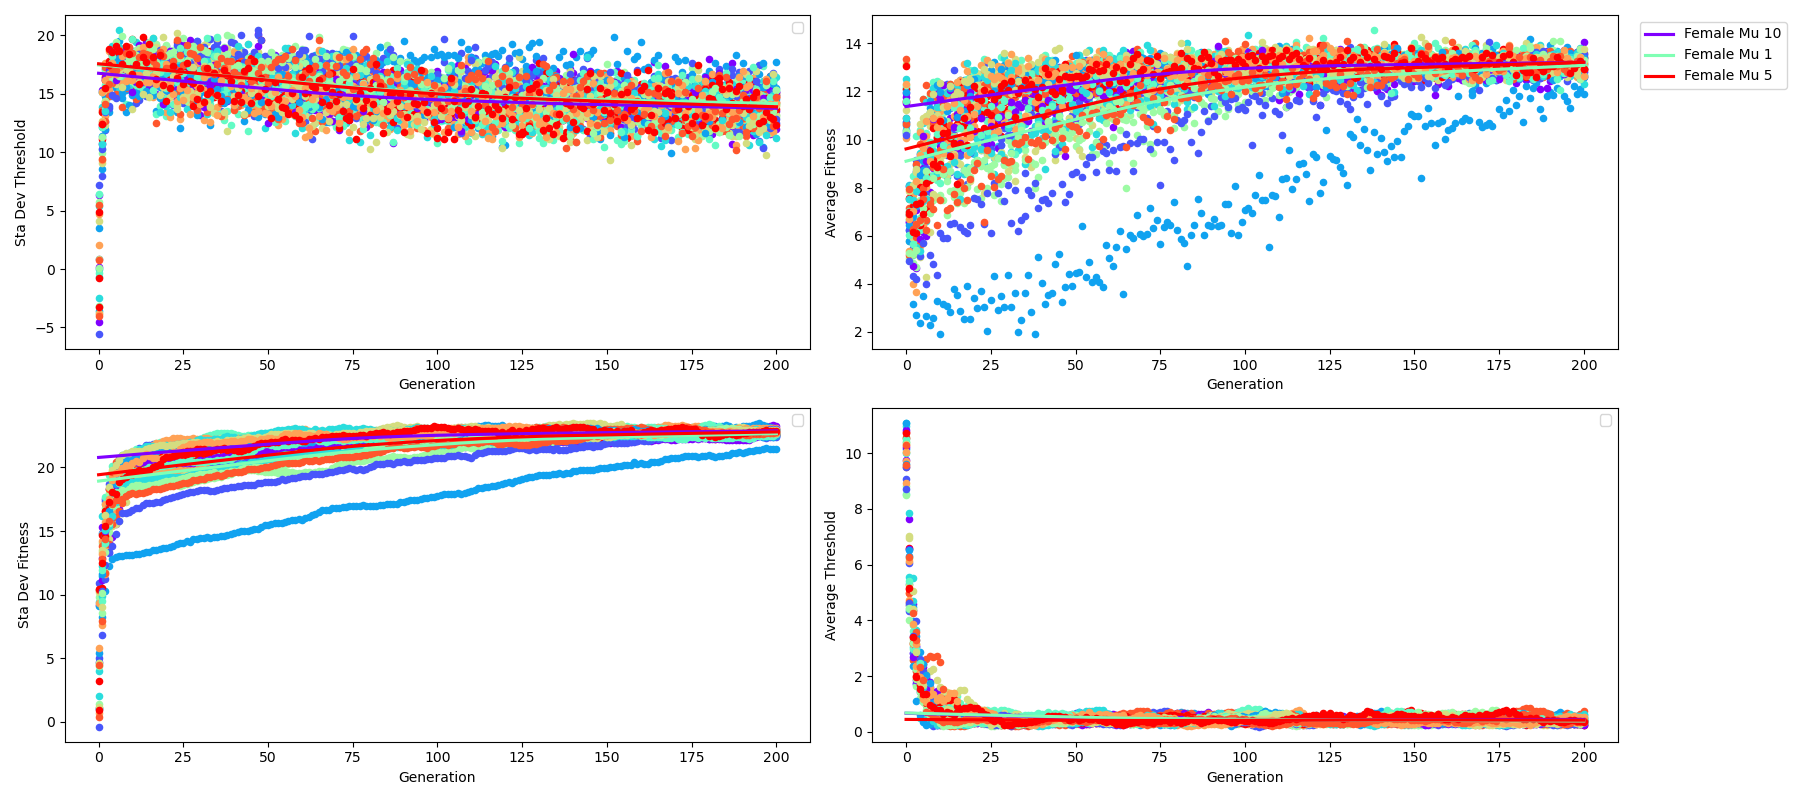 Sta Dev Threshold
20
15
10
5
0
−5
0 25 50 75 100 125 150 175 200
Generation
Average Fitness
14
12
10
8
6
4
2
0 25 50 75 100 125 150 175 200
Generation
Female Mu 10
Female Mu 1
Female Mu 5
Sta Dev Fitness
20
15
10
5
0
0 25 50 75 100 125 150 175 200
Generation
Average Threshold
10
8
6
4
2
0
0 25 50 75 100 125 150 175 200
Generation